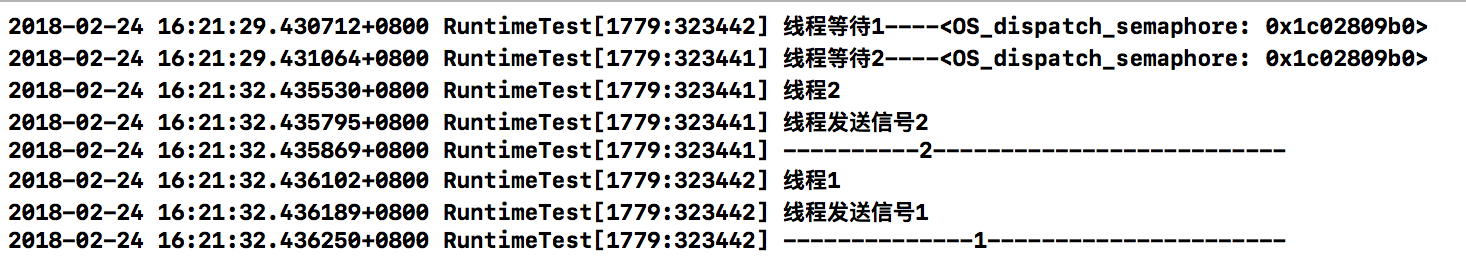 2018-02-24 16:21:29.430712+0800 RuntimeTest[1779:323442] 线程等待1----<OS_dispatch_semaphore: 0x1c02809b0>
2018-02-24 16:21:29.431064+0800 RuntimeTest[1779:323441] 线程等待2----<OS_dispatch_semaphore: 0x1c02809b0>
2018-02-24 16:21:32.435530+0800 RuntimeTest[1779:323441] 线程2
2018-02-24 16:21:32.435795+0800 RuntimeTest[1779:323441] 线程发送信号2
2018-02-24 16:21:32.435869+0800 RuntimeTest[1779:323441] ----------2--------------------------
2018-02-24 16:21:32.436102+0800 RuntimeTest[1779:323442] 线程1
2018-02-24 16:21:32.436189+0800 RuntimeTest[1779:323442] 线程发送信号1
2018-02-24 16:21:32.436250+0800 RuntimeTest[1779:323442] --------------1----------------------